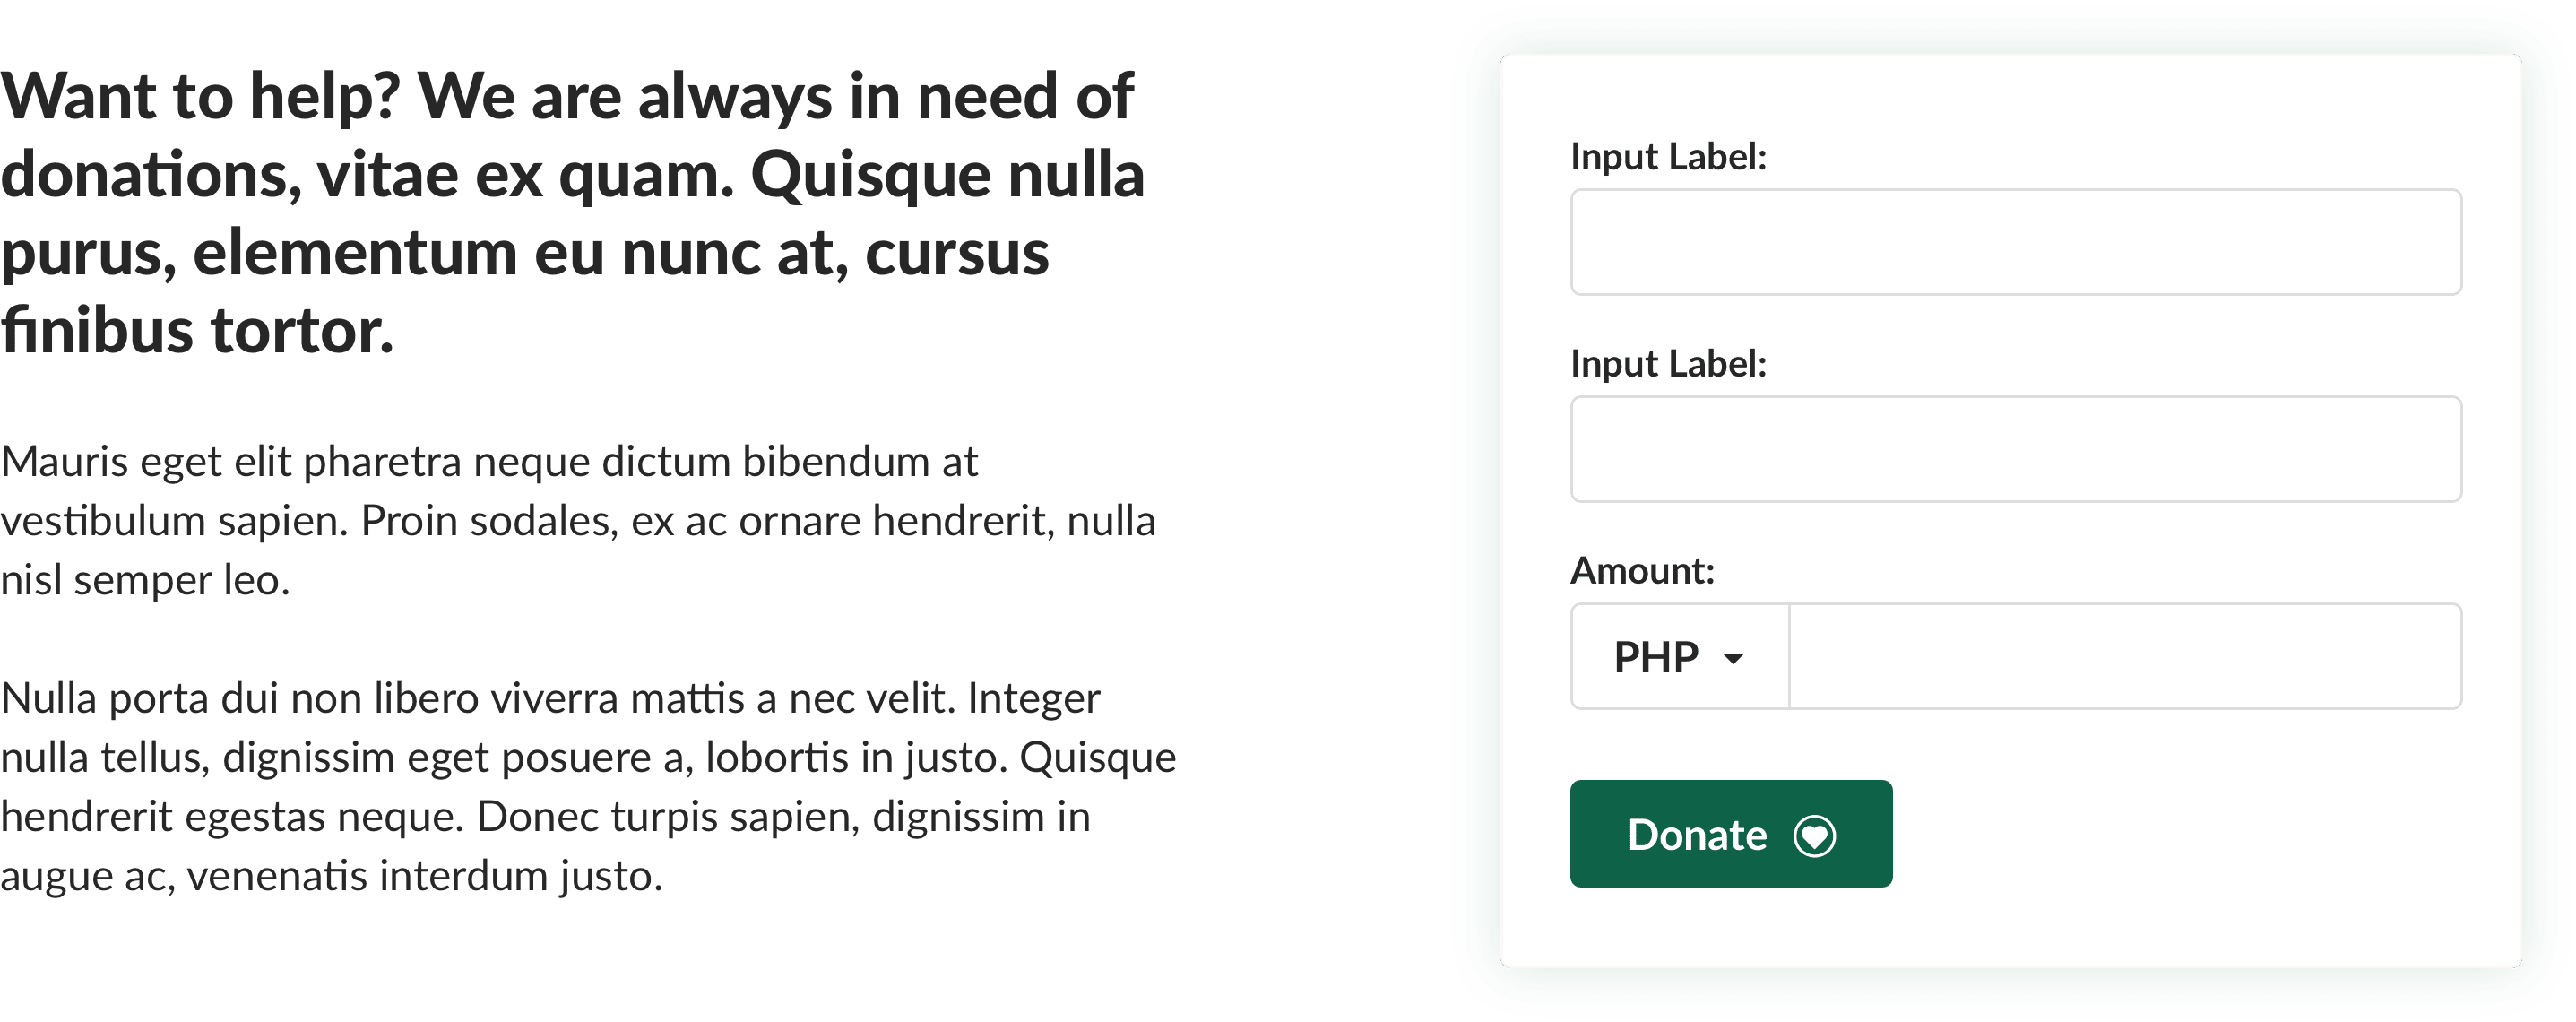 Want to help? We are always in need of
donations, vitae ex quam. Quisque nulla
purus, elementum eu nunc at, cursus
finibus tortor.
Mauris eget elit pharetra neque dictum bibendum at
vestibulum sapien. Proin sodales, ex ac ornare hendrerit, nulla
nisl semper leo.
Nulla porta dui non libero viverra mattis a nec velit. Integer
nulla tellus, dignissim eget posuere a, lobortis in justo. Quisque
hendrerit egestas neque. Donec turpis sapien, dignissim in
augue ac, venenatis interdum justo.
Input Label:
Input Label:
Amount:
PHP
Donate